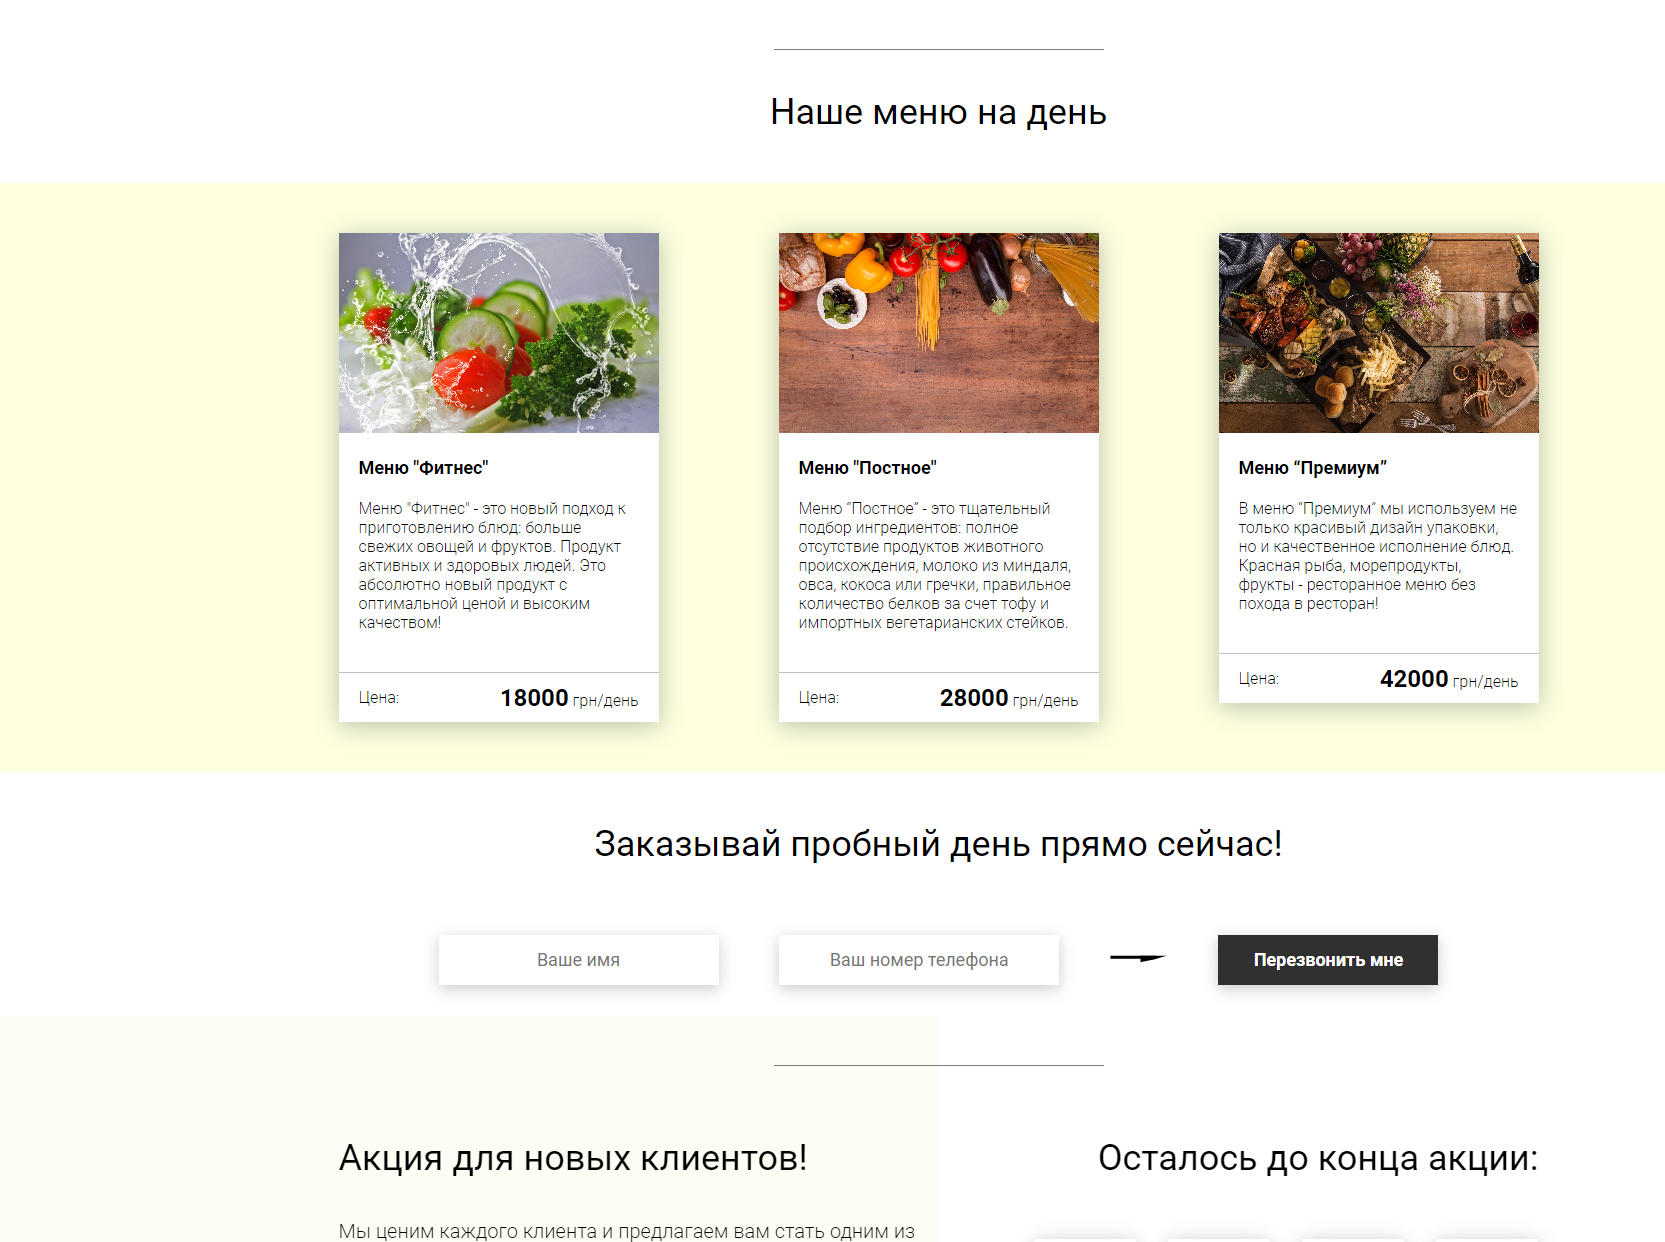 Наше меню на день
Меню "Фитнес"
Меню "Фитнес" - это новый подход к
приготовлению блюд: больше
свежих овощей и фруктов. Продукт
активных и здоровых людей. Это
абсолютно новый продукт с
оптимальной ценой и высоким
качеством!
Цена: 18000 грн/день
Меню "Постное"
Меню “Постное” - это тщательный
подбор ингредиентов: полное
отсутствие продуктов животного
происхождения, молоко из миндаля,
овса, кокоса или гречки, правильное
количество белков за счет тофу и
импортных вегетарианских стейков.
Цена: 28000 грн/день
Меню “Премиум”
В меню “Премиум” мы используем не
только красивый дизайн упаковки,
но и качественное исполнение блюд.
Красная рыба, морепродукты,
фрукты - ресторанное меню без
похода в ресторан!
Цена: 42000 грн/день
Заказывай пробный день прямо сейчас!
Ваше имя
Ваш номер телефона
Перезвонить мне
Акция для новых клиентов!
Мы ценим каждого клиента и предлагаем вам стать одним из
Осталось до конца акции: